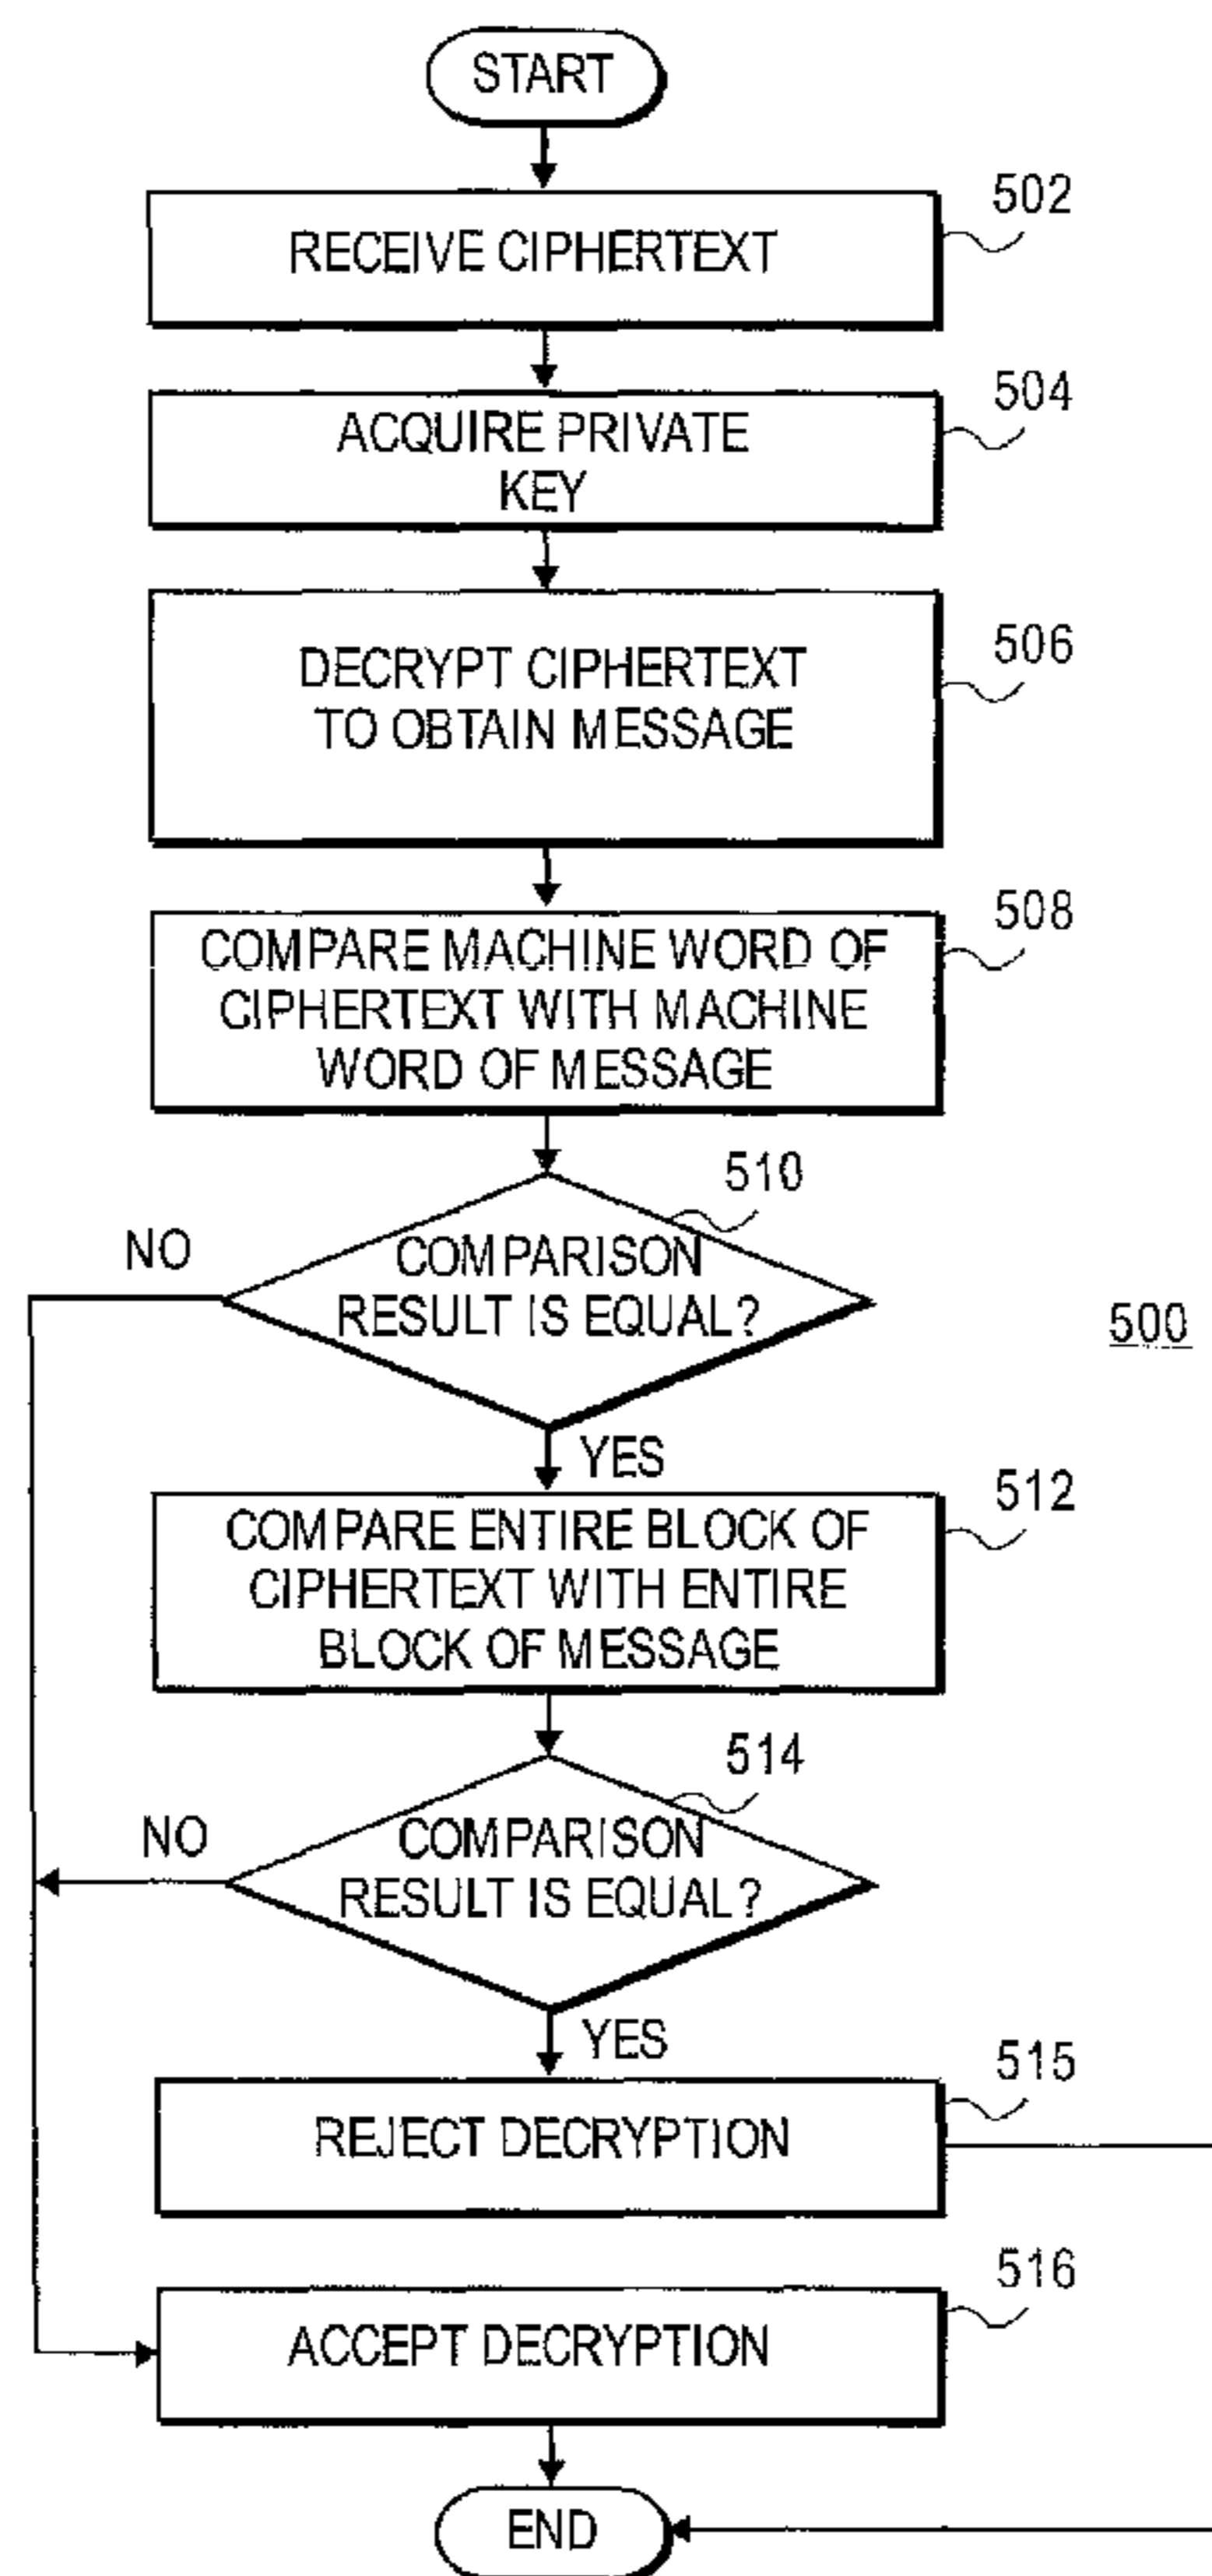 START
502
RECEIVE CIPHERTEXT
504
ACQUIRE PRIVATE
KEY
506
DECRYPT CIPHERTEXT
TO OBTAIN MESSAGE
508
COMPARE MACHINE WORD OF
CIPHERTEXT WITH MACHINE
WORD OF MESSAGE
510
NO
COMPARISON
RESULT IS EQUAL?
500
YES
512
COMPARE ENTIRE BLOCK OF
CIPHERTEXT WITH ENTIRE
BLOCK OF MESSAGE
514
NO
COMPARISON
RESULT IS EQUAL?
YES
515
REJECT DECRYPTION
516
ACCEPT DECRYPTION
END